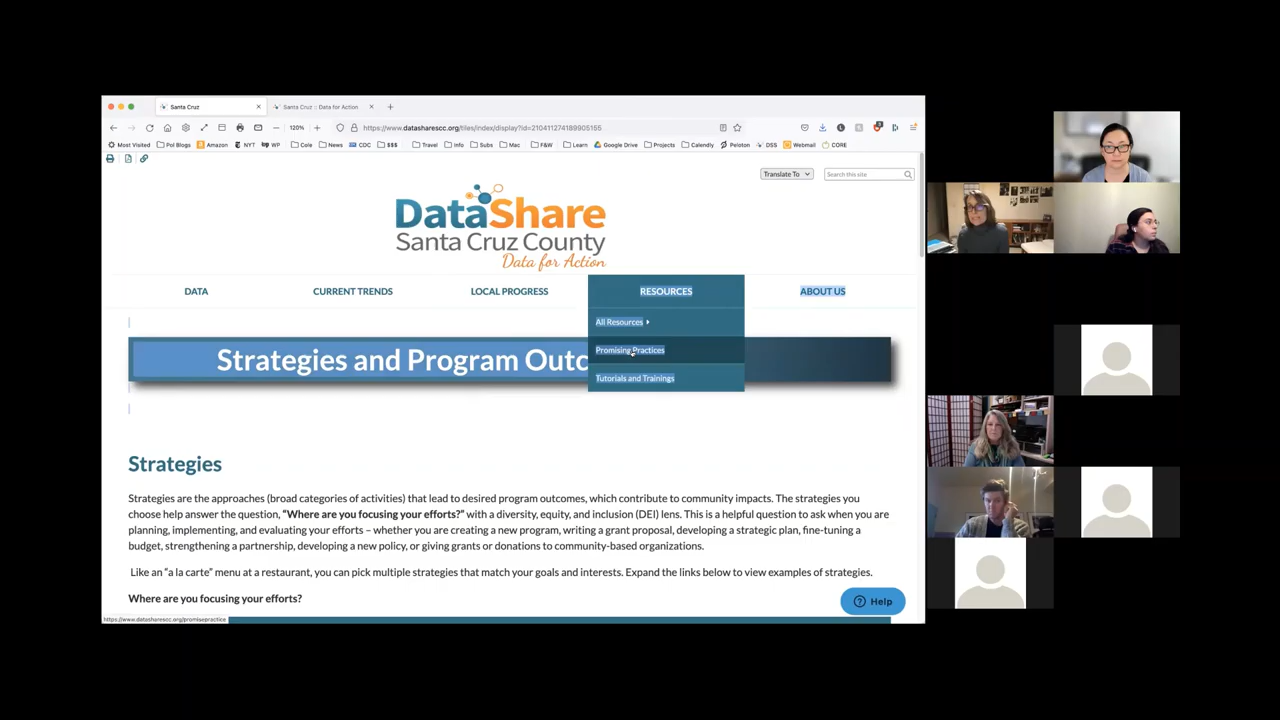 Santa Cruz
Santa Cruz :: Data for Action
120%
https://www.datasharescc.org/tiles/index/display?id=210411274189905155
Most Visited
Pol Blogs
Amazon
NYT
WP
Cole
News
CDC
$$$
Travel
Info
Subs
Mac
F&W
Learn
Google Drive
Projects
Calendly
Peloton
DSS
Webmail
CORE
Translate To
Search this site
DataShare
Santa Cruz County
Data for Action
DATA
CURRENT TRENDS
LOCAL PROGRESS
RESOURCES
ABOUT US
All Resources
Promising Practices
Tutorials and Trainings
Strategies and Program Outc
Strategies
Strategies are the approaches (broad categories of activities) that lead to desired program outcomes, which contribute to community impacts. The strategies you
choose help answer the question, “Where are you focusing your efforts?” with a diversity, equity, and inclusion (DEI) lens. This is a helpful question to ask when you are
planning, implementing, and evaluating your efforts – whether you are creating a new program, writing a grant proposal, developing a strategic plan, fine-tuning a
budget, strengthening a partnership, developing a new policy, or giving grants or donations to community-based organizations.
Like an “a la carte” menu at a restaurant, you can pick multiple strategies that match your goals and interests. Expand the links below to view examples of strategies.
Where are you focusing your efforts?
Help
https://www.datasharescc.org/promisepractice